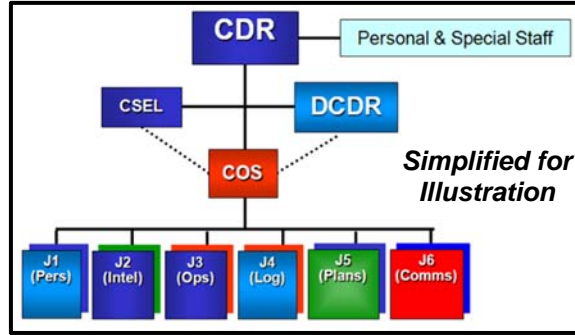 CDR
Personal & Special Staff
CSEL
DCDR
COS
Simplified for
Illustration
J1
(Pers)
J2
(Intel)
J3
(Ops)
J4
(Log)
J5
(Plans)
J6
(Comms)